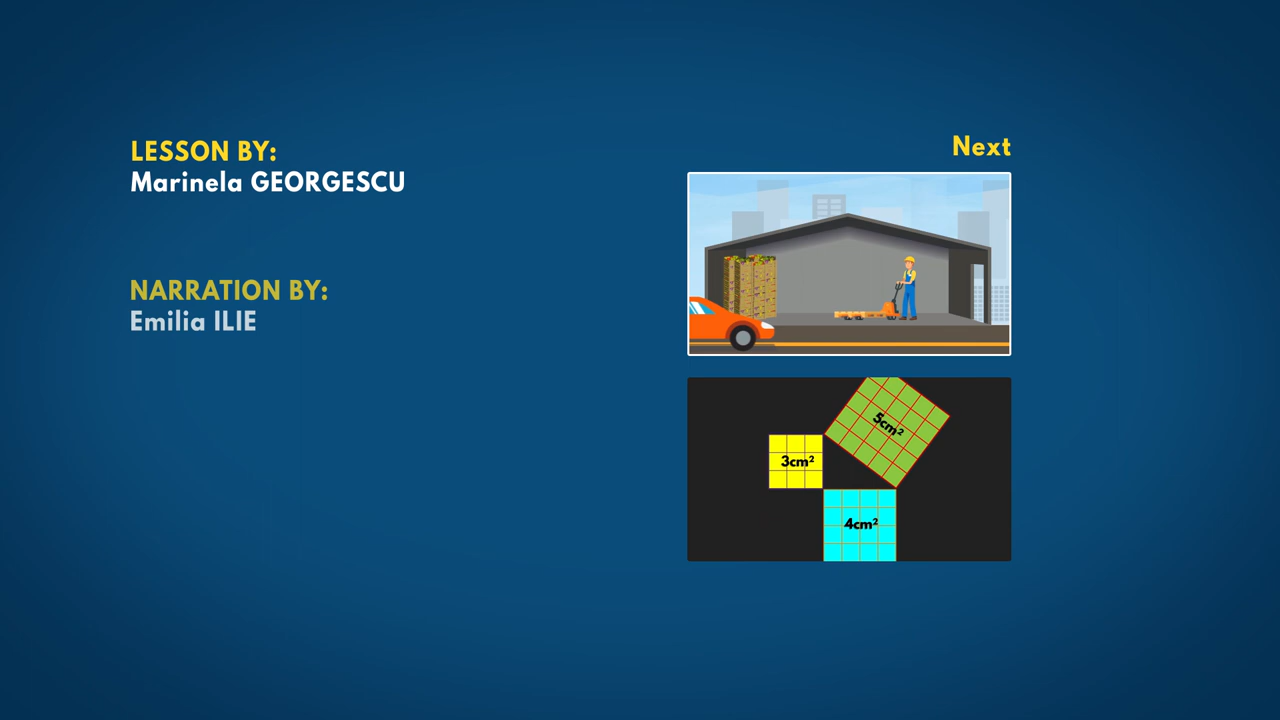 LESSON BY:
Marinela GEORGESCU
NARRATION BY:
Emilia ILIE
Next
5cm²
3cm²
4cm²